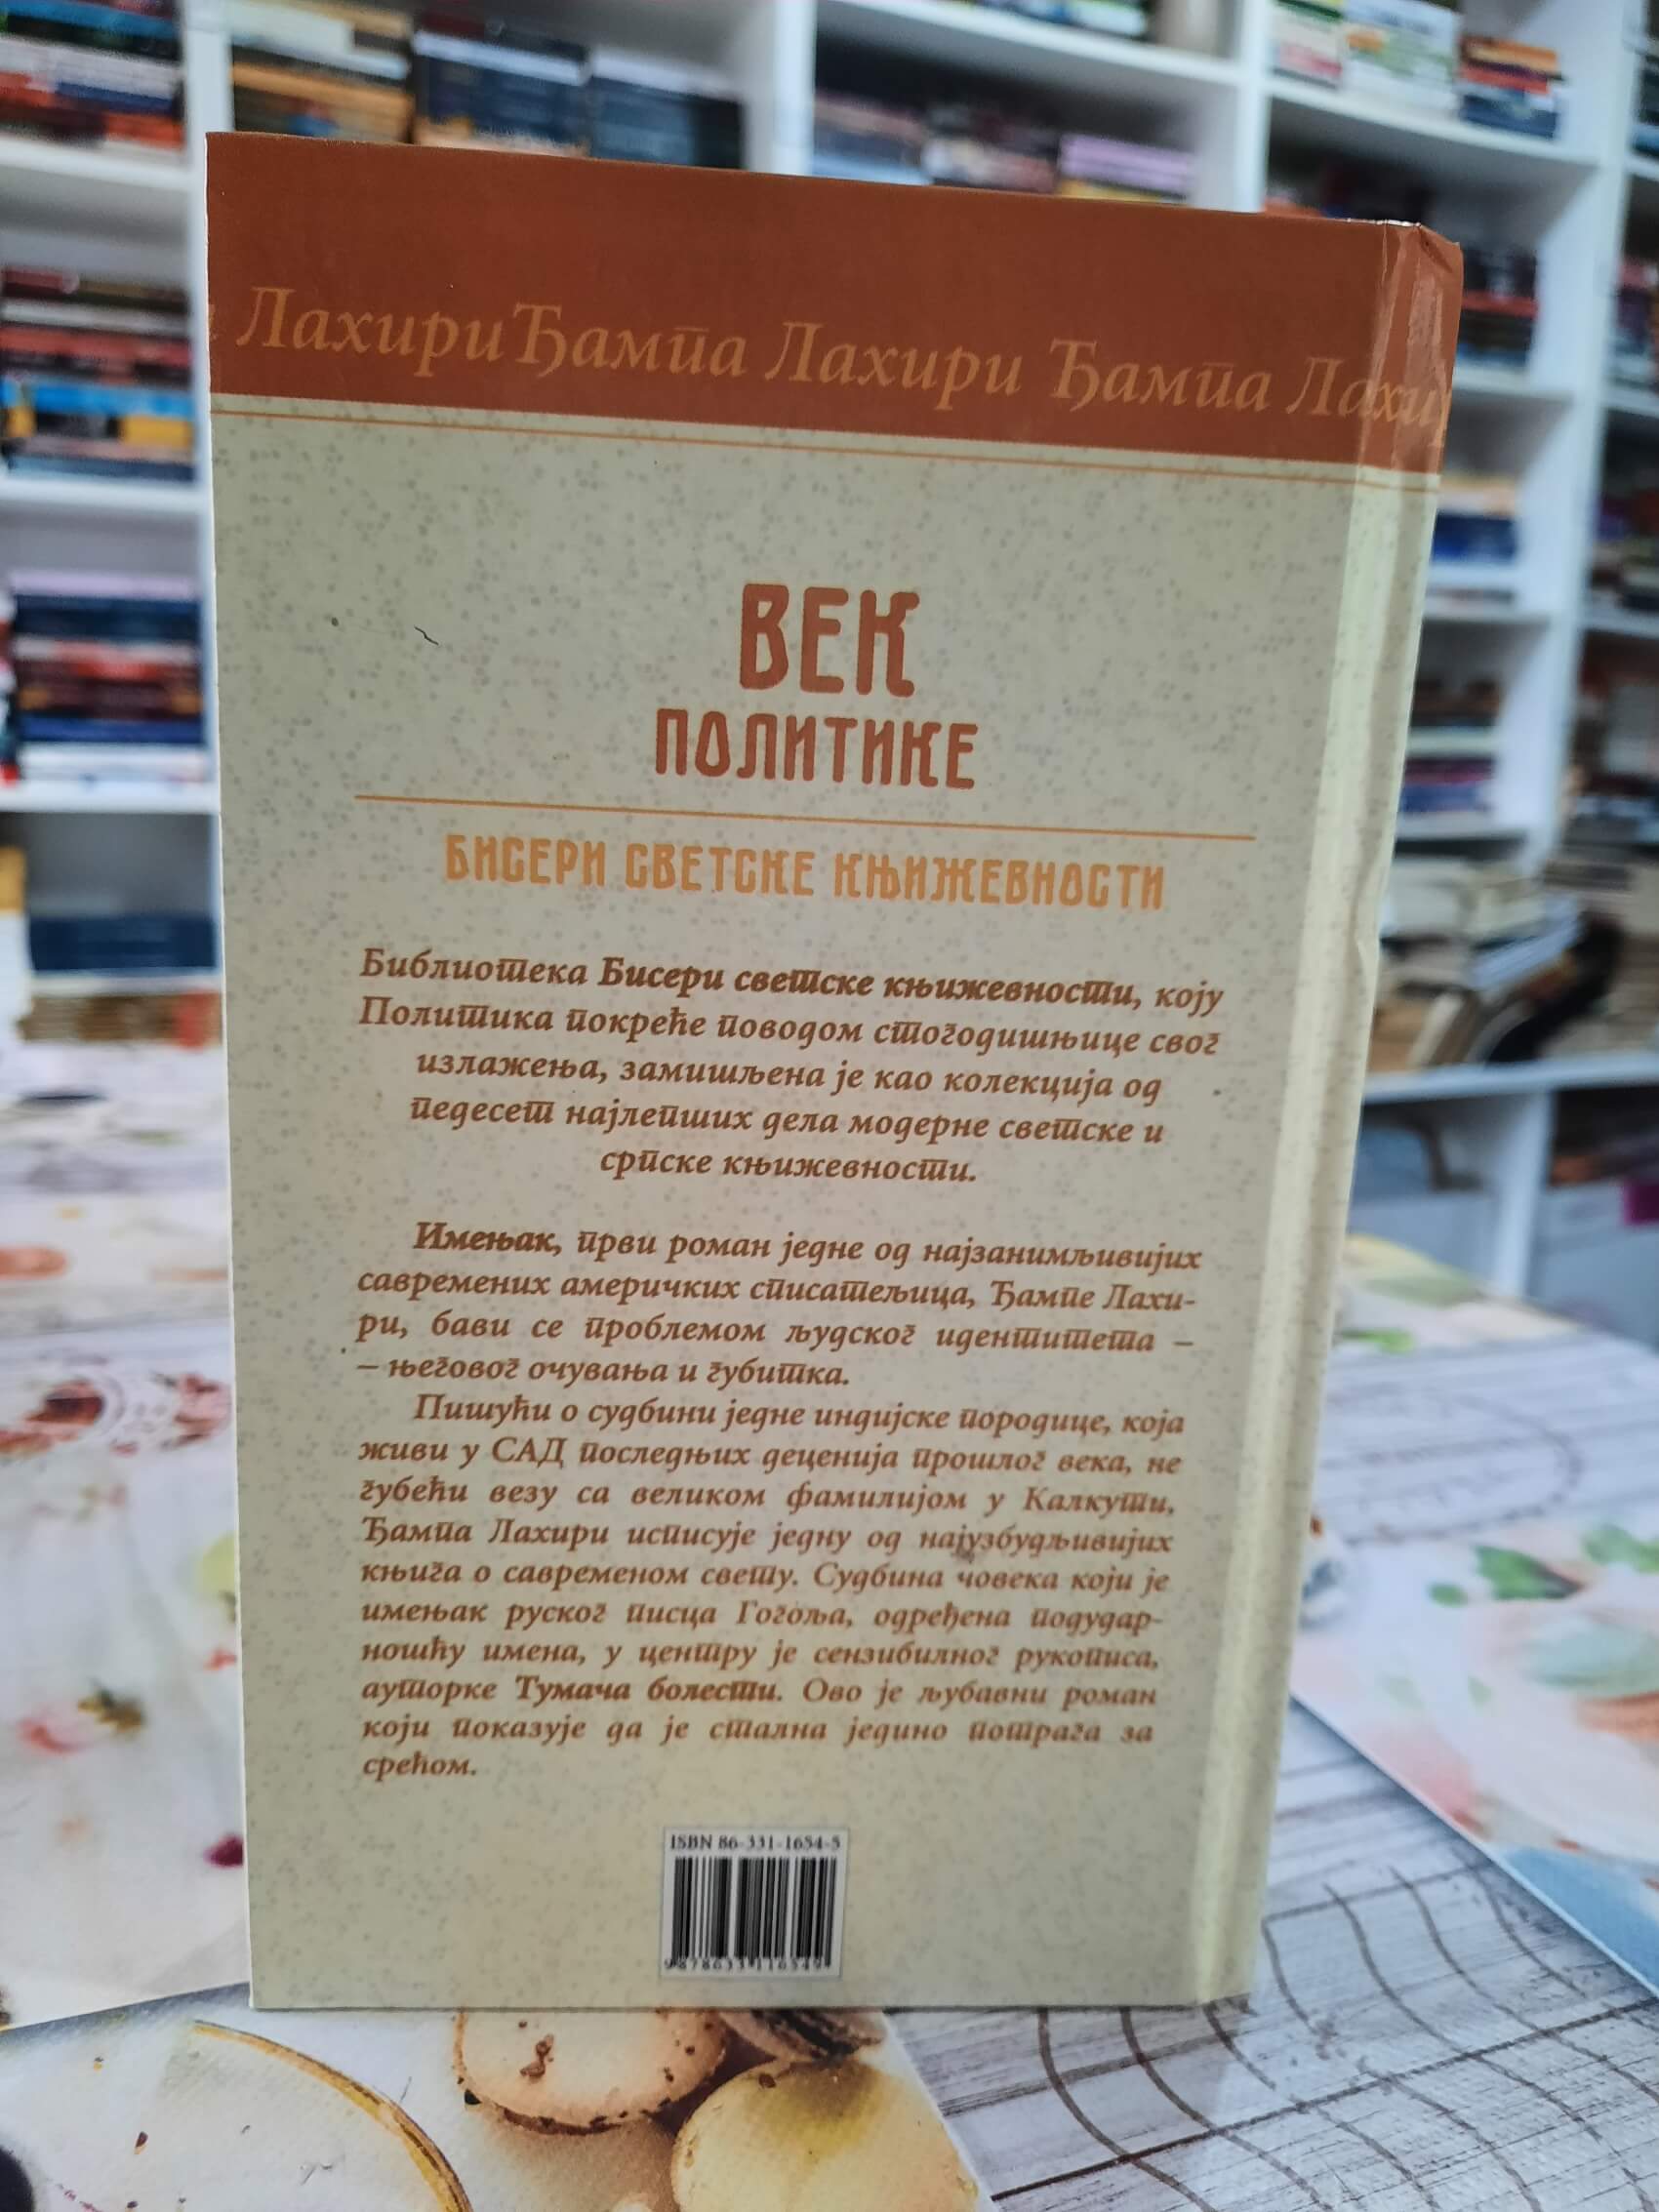 Лахири Ђампа Лахири Ђампа Лахи
ВЕК
ПОЛИТИКЕ
БИСЕРИ СВЕТСКЕ КЊИЖЕВНОСТИ
Библиотека Бисери светске књижевности, коју
Политика покреће поводом стогодишњице свог
излажења, замишљена је као колекција од
педесет најлепших дела модерне светске и
српске књижевности.
Имењак, први роман једне од најзанимљивијих
савремених америчких списатељица, Ђампе Лахи-
ри, бави се проблемом људског идентитета –
– његовог очувања и губитка.
Пишући о судбини једне индијске породице, која
живи у САД последњих деценија прошлог века, не
губећи везу са великом фамилијом у Калкути,
Ђампа Лахири исписује једну од најузбудљивијих
књига о савременом свету. Судбина човека који је
имењак руског писца Гогоља, одређена подудар-
ношћу имена, у центру је сензибилног рукописа,
ауторке Тумача болести. Ово је љубавни роман
који показује да је стална једино потрага за
срећом.
ISBN 86-331-1654-5
9788633116549